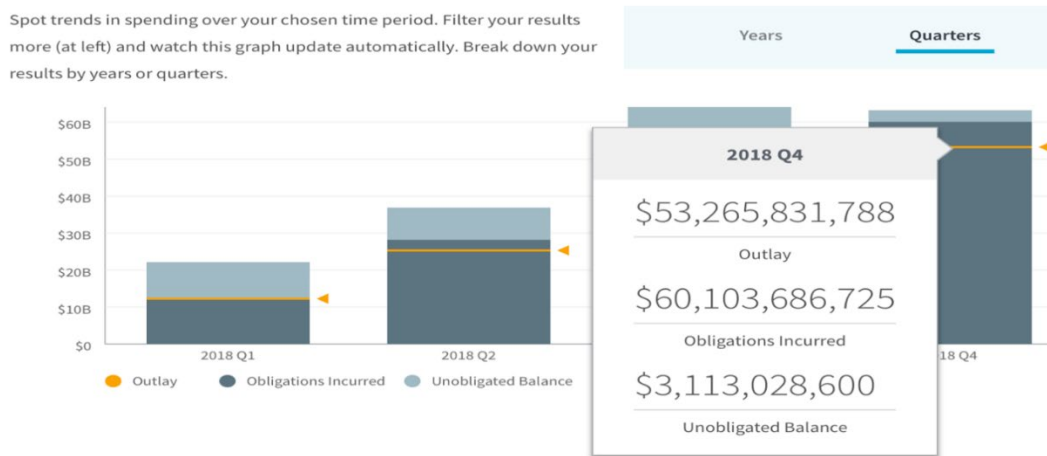 Spot trends in spending over your chosen time period. Filter your results
more (at left) and watch this graph update automatically. Break down your
results by years or quarters.
Years
Quarters
$60B
$50B
$40B
$30B
$20B
$10B
$0
2018 Q1
2018 Q2
18 Q4
Outlay
Obligations Incurred
Unobligated Balance
2018 Q4
$53,265,831,788
Outlay
$60,103,686,725
Obligations Incurred
$3,113,028,600
Unobligated Balance